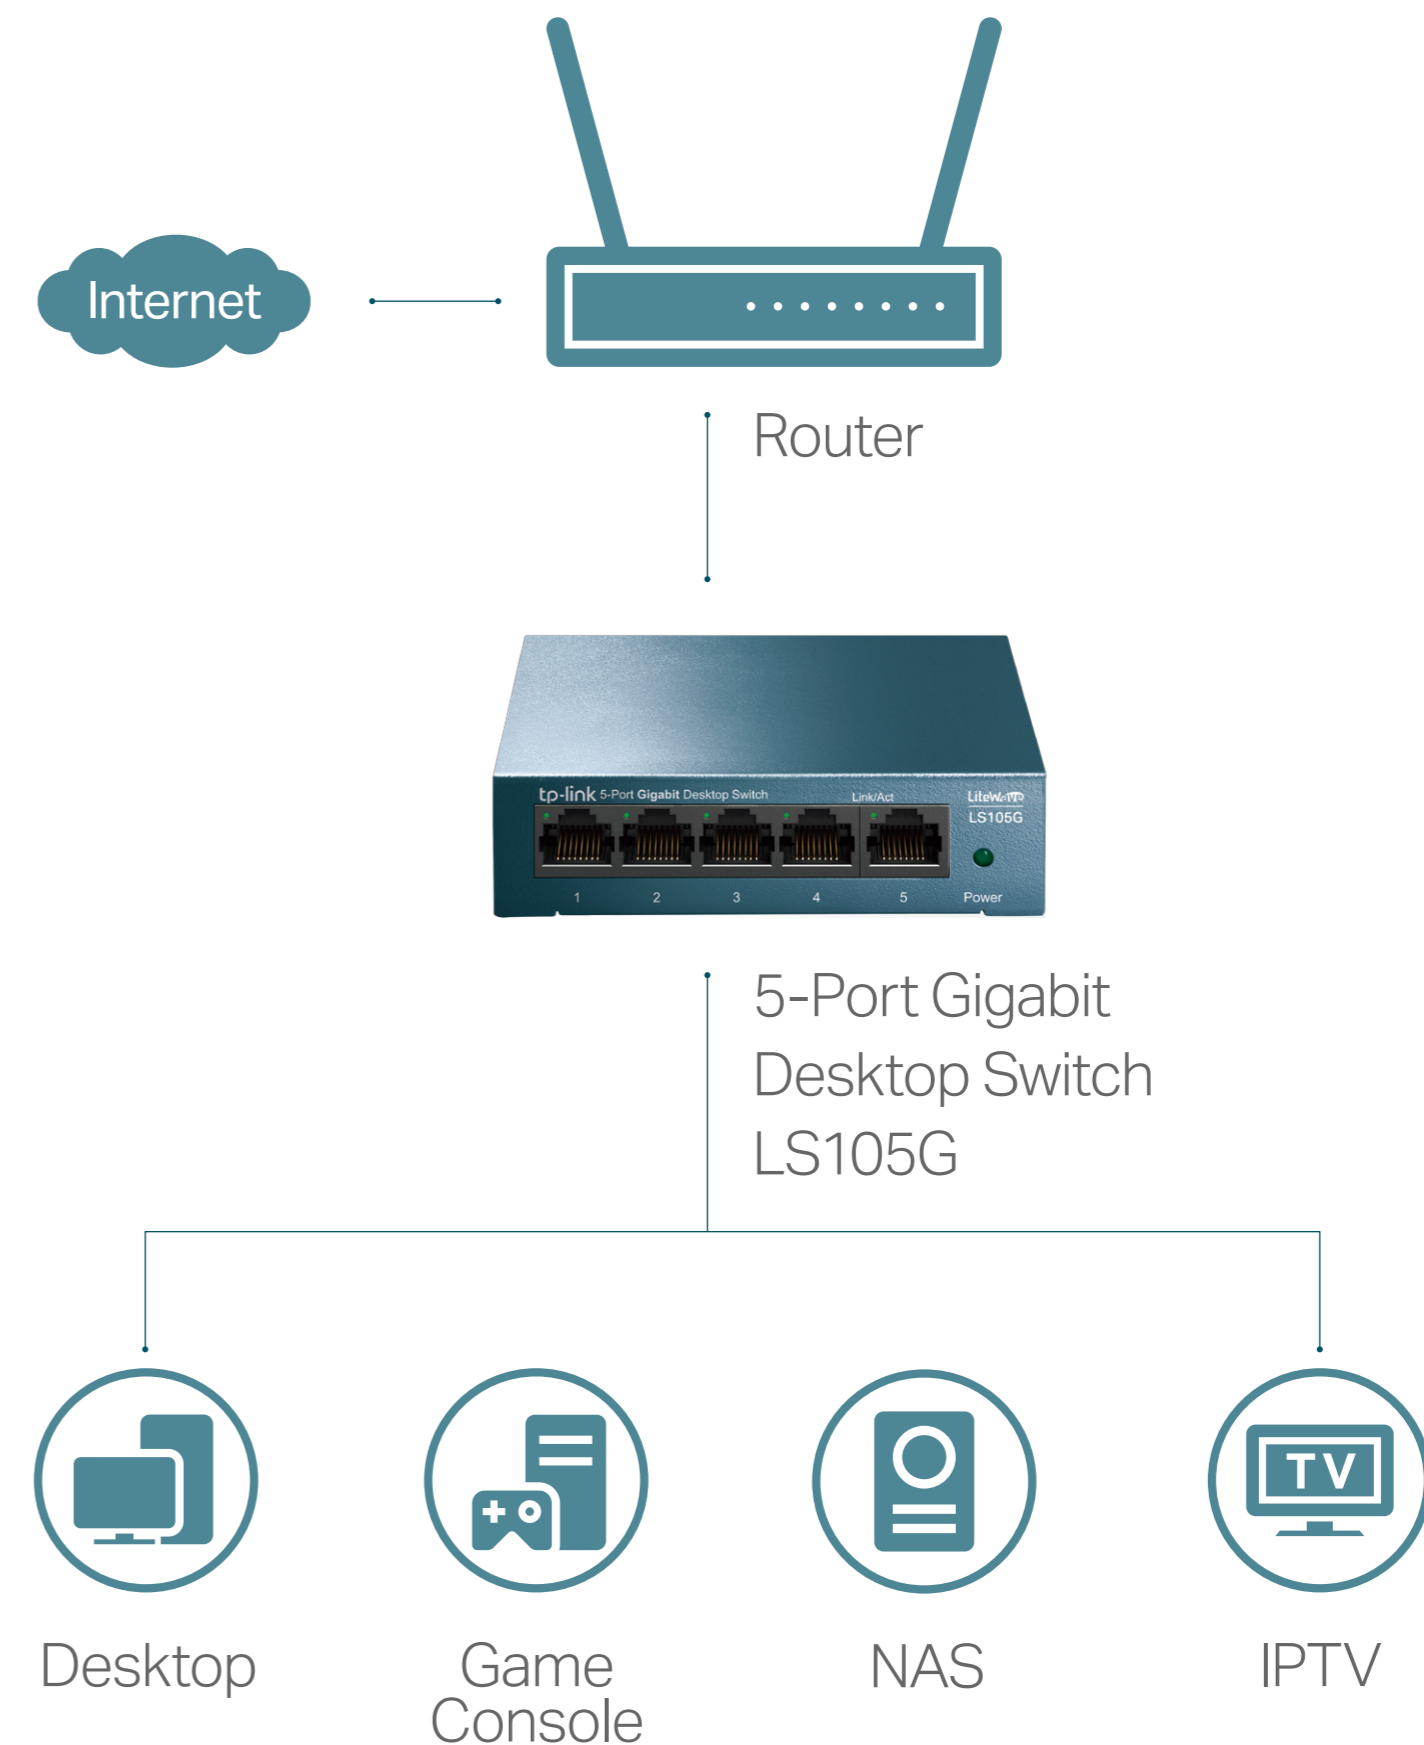 Internet
Router
tp-link 5-Port Gigabit Desktop Switch
Link/Act
LiteWave
LS105G
1 2 3 4 5 Power
5-Port Gigabit
Desktop Switch
LS105G
TV
Desktop
Game
Console
NAS
IPTV